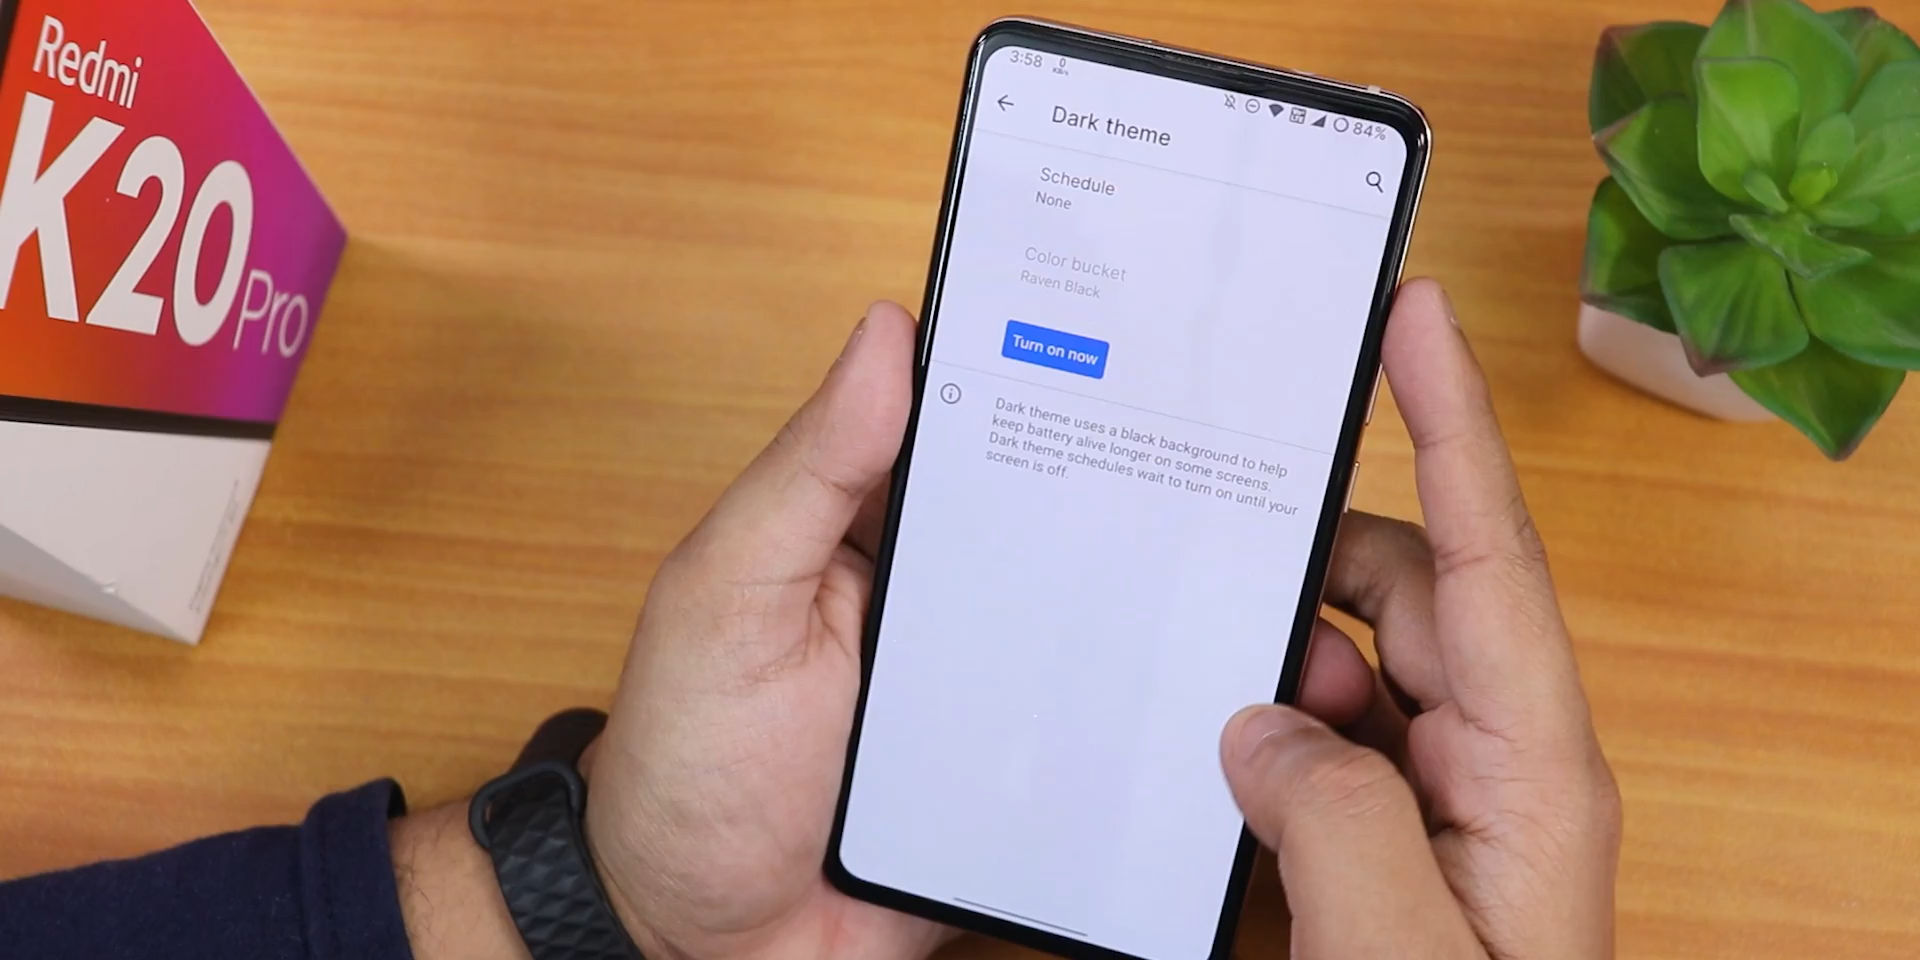 Redmi
K20 Pro
3:58
0
KB/s
84%
Dark theme
Schedule
None
Color bucket
Raven Black
Turn on now
Dark theme uses a black background to help
keep battery alive longer on some screens.
Dark theme schedules wait to turn on until your
screen is off.